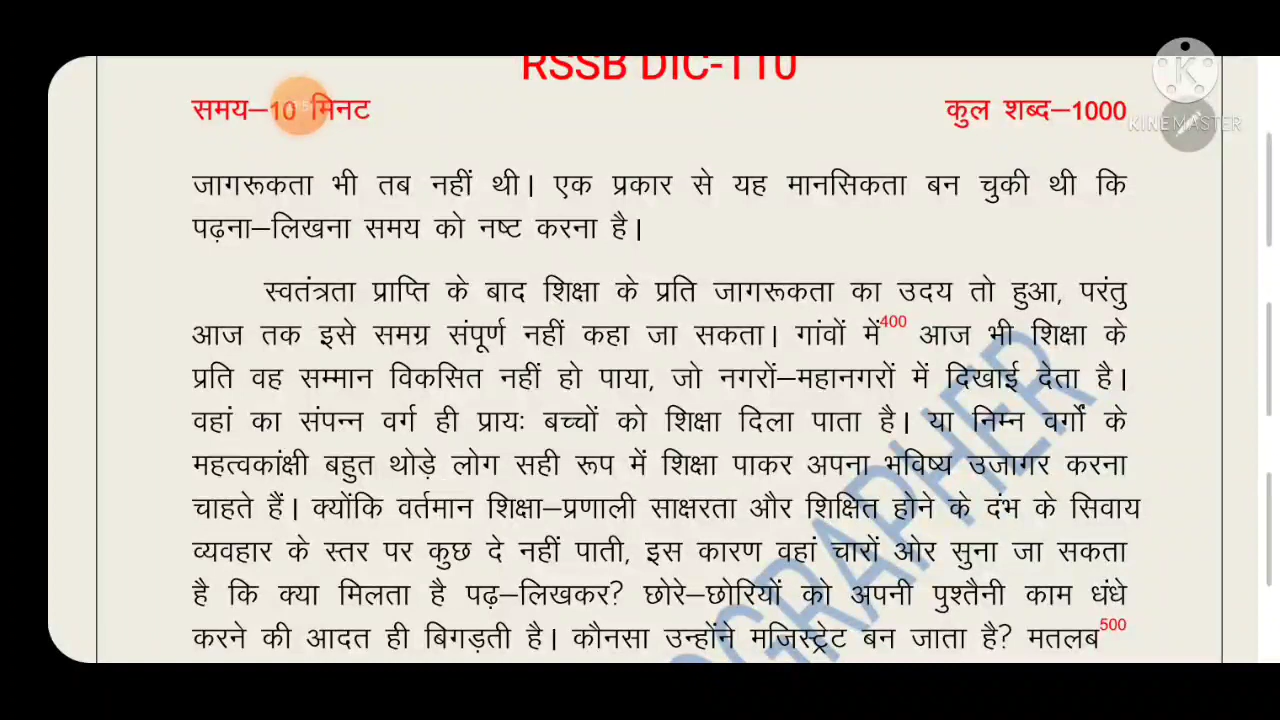 RSSB DIC-110
समय–10 मिनट
कुल शब्द–1000
KINEMASTER
जागरूकता भी तब नहीं थी। एक प्रकार से यह मानसिकता बन चुकी थी कि
पढ़ना–लिखना समय को नष्ट करना है।
स्वतंत्रता प्राप्ति के बाद शिक्षा के प्रति जागरूकता का उदय तो हुआ, परंतु
आज तक इसे समग्र संपूर्ण नहीं कहा जा सकता। गांवों में400 आज भी शिक्षा के
प्रति वह सम्मान विकसित नहीं हो पाया, जो नगरों–महानगरों में दिखाई देता है।
वहां का संपन्न वर्ग ही प्रायः बच्चों को शिक्षा दिला पाता है। या निम्न वर्गों के
महत्वकांक्षी बहुत थोड़े लोग सही रूप में शिक्षा पाकर अपना भविष्य उजागर करना
चाहते हैं। क्योंकि वर्तमान शिक्षा–प्रणाली साक्षरता और शिक्षित होने के दंभ के सिवाय
व्यवहार के स्तर पर कुछ दे नहीं पाती, इस कारण वहां चारों ओर सुना जा सकता
है कि क्या मिलता है पढ़–लिखकर? छोरे–छोरियों को अपनी पुश्तैनी काम धंधे
करने की आदत ही बिगड़ती है। कौनसा उन्होंने मजिस्ट्रेट बन जाता है? मतलब500